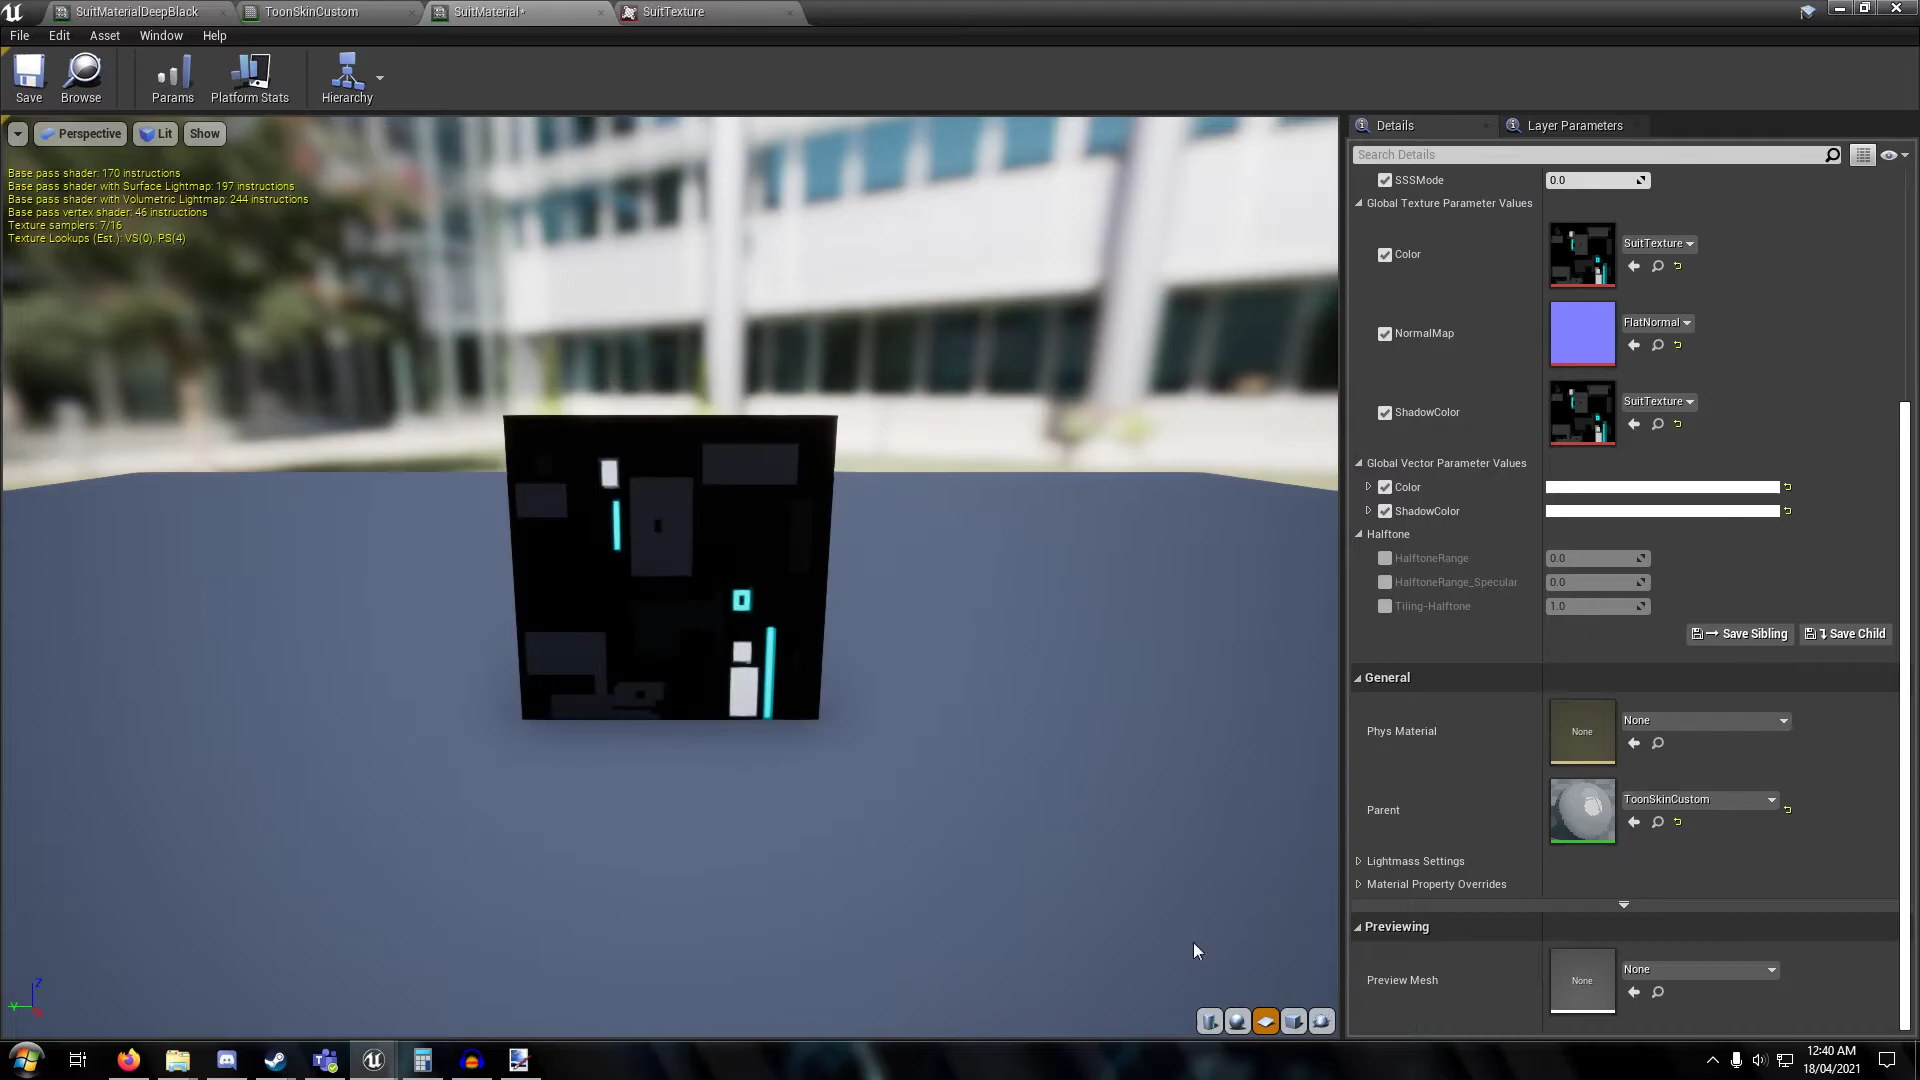 SuitMaterialDeepBlack
ToonSkinCustom
SuitMaterial*
SuitTexture
File Edit Asset Window Help
Save Browse Params Platform Stats Hierarchy
Perspective Lit Show
Base pass shader: 170 instructions
Base pass shader with Surface Lightmap: 197 instructions
Base pass shader with Volumetric Lightmap: 244 instructions
Base pass vertex shader: 46 instructions
Texture samplers: 7/16
Texture Lookups (Est.): VS(0), PS(4)
Z
Y
X
Details Layer Parameters
Search Details
SSSMode 0.0
Global Texture Parameter Values
Color SuitTexture
NormalMap FlatNormal
ShadowColor SuitTexture
Global Vector Parameter Values
Color
ShadowColor
Halftone
HalftoneRange 0.0
HalftoneRange_Specular 0.0
Tiling-Halftone 1.0
Save Sibling Save Child
General
Phys Material None None
Parent ToonSkinCustom
Lightmass Settings
Material Property Overrides
Previewing
Preview Mesh None None
12:40 AM
18/04/2021